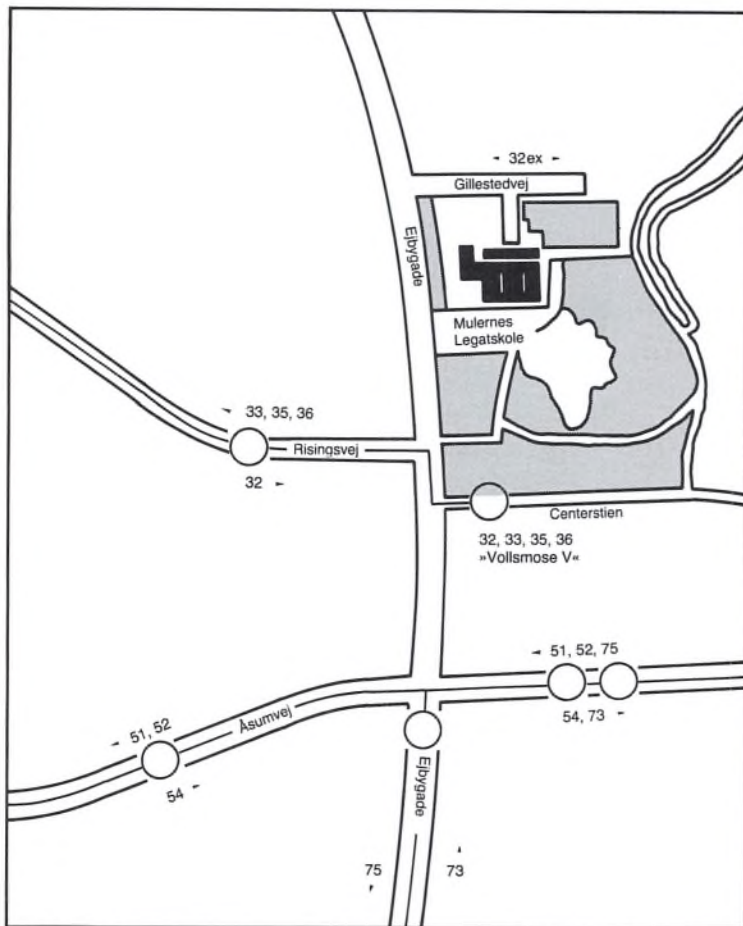 32ex
Gillestedvej
Ejbygade
Mulernes
Legatskole
33, 35, 36
Risingsvej
32
Centerstien
32, 33, 35, 36
»Vollsmose V«
51, 52, 75
54, 73
51, 52
Åsumvej
54
Ejbygade
75
73